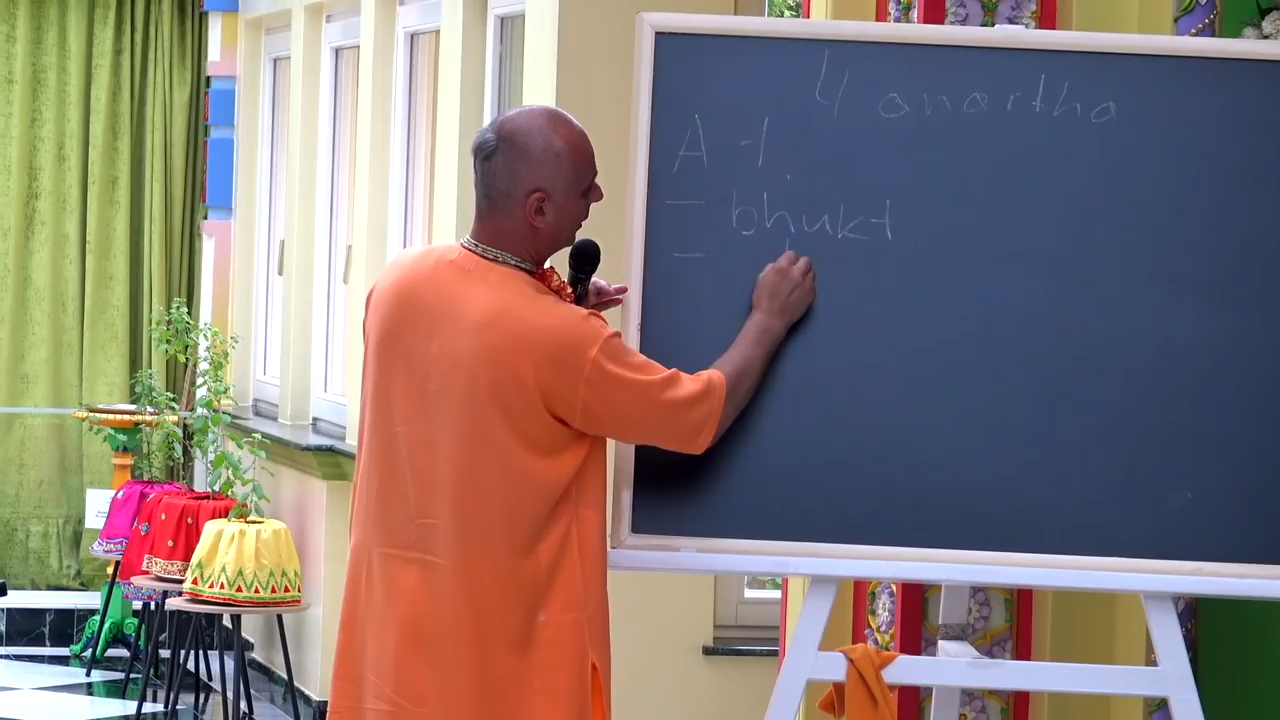 4 anartha
A -1.
— bhukt.
—